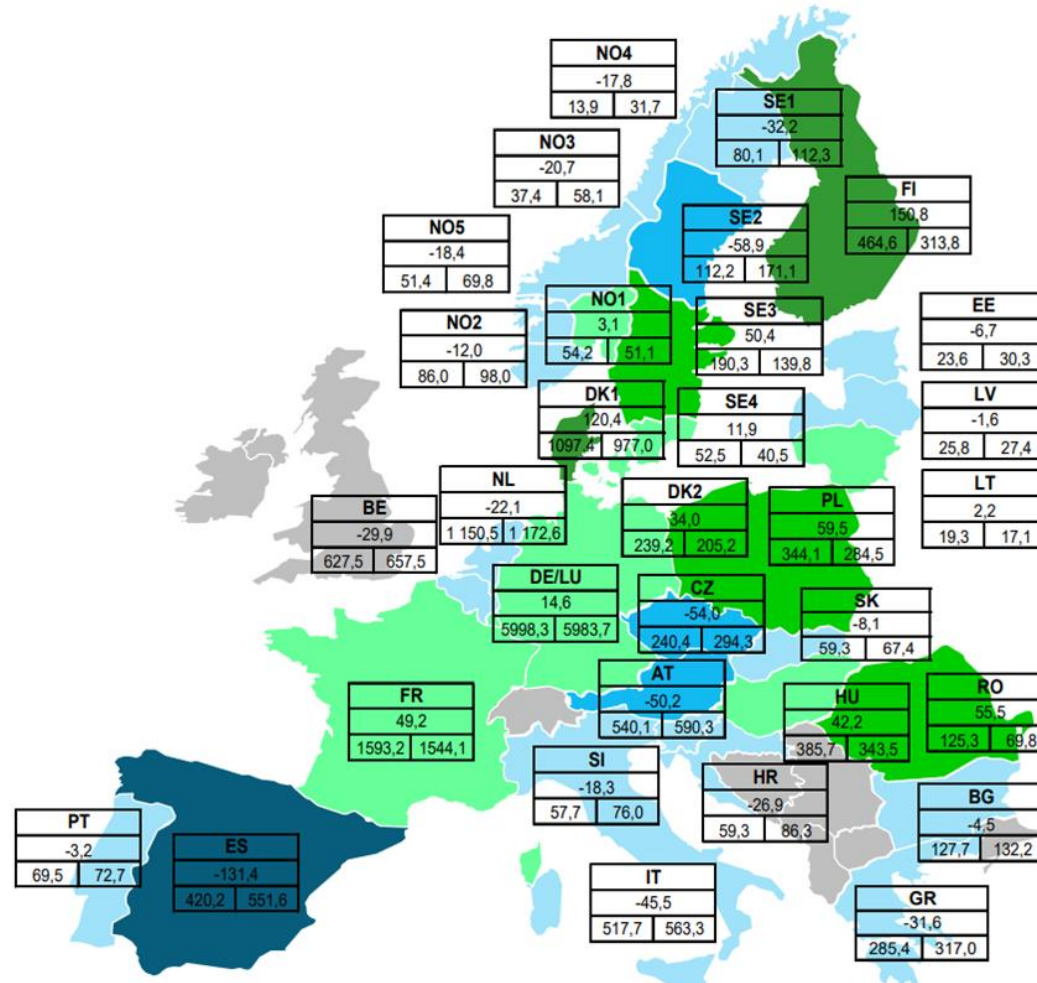 NO4
-17,8
13,9 31,7
SE1
-32,2
80,1 112,3
NO3
-20,7
37,4 58,1
FI
150,8
464,6 313,8
SE2
-58,9
112,2 171,1
NO5
-18,4
51,4 69,8
NO1
3,1
54,2 51,1
SE3
50,4
190,3 139,8
EE
-6,7
23,6 30,3
NO2
-12,0
86,0 98,0
DK1
120,4
1097,4 977,0
SE4
11,9
52,5 40,5
LV
-1,6
25,8 27,4
NL
-22,1
1 150,5 1 172,6
DK2
34,0
239,2 205,2
PL
59,5
344,1 284,5
LT
2,2
19,3 17,1
BE
-29,9
627,5 657,5
DE/LU
14,6
5998,3 5983,7
CZ
-54,0
240,4 294,3
SK
-8,1
59,3 67,4
AT
-50,2
540,1 590,3
FR
49,2
1593,2 1544,1
HU
42,2
385,7 343,5
RO
55,5
125,3 69,8
SI
-18,3
57,7 76,0
HR
-26,9
59,3 86,3
BG
-4,5
127,7 132,2
PT
-3,2
69,5 72,7
ES
-131,4
420,2 551,6
IT
-45,5
517,7 563,3
GR
-31,6
285,4 317,0